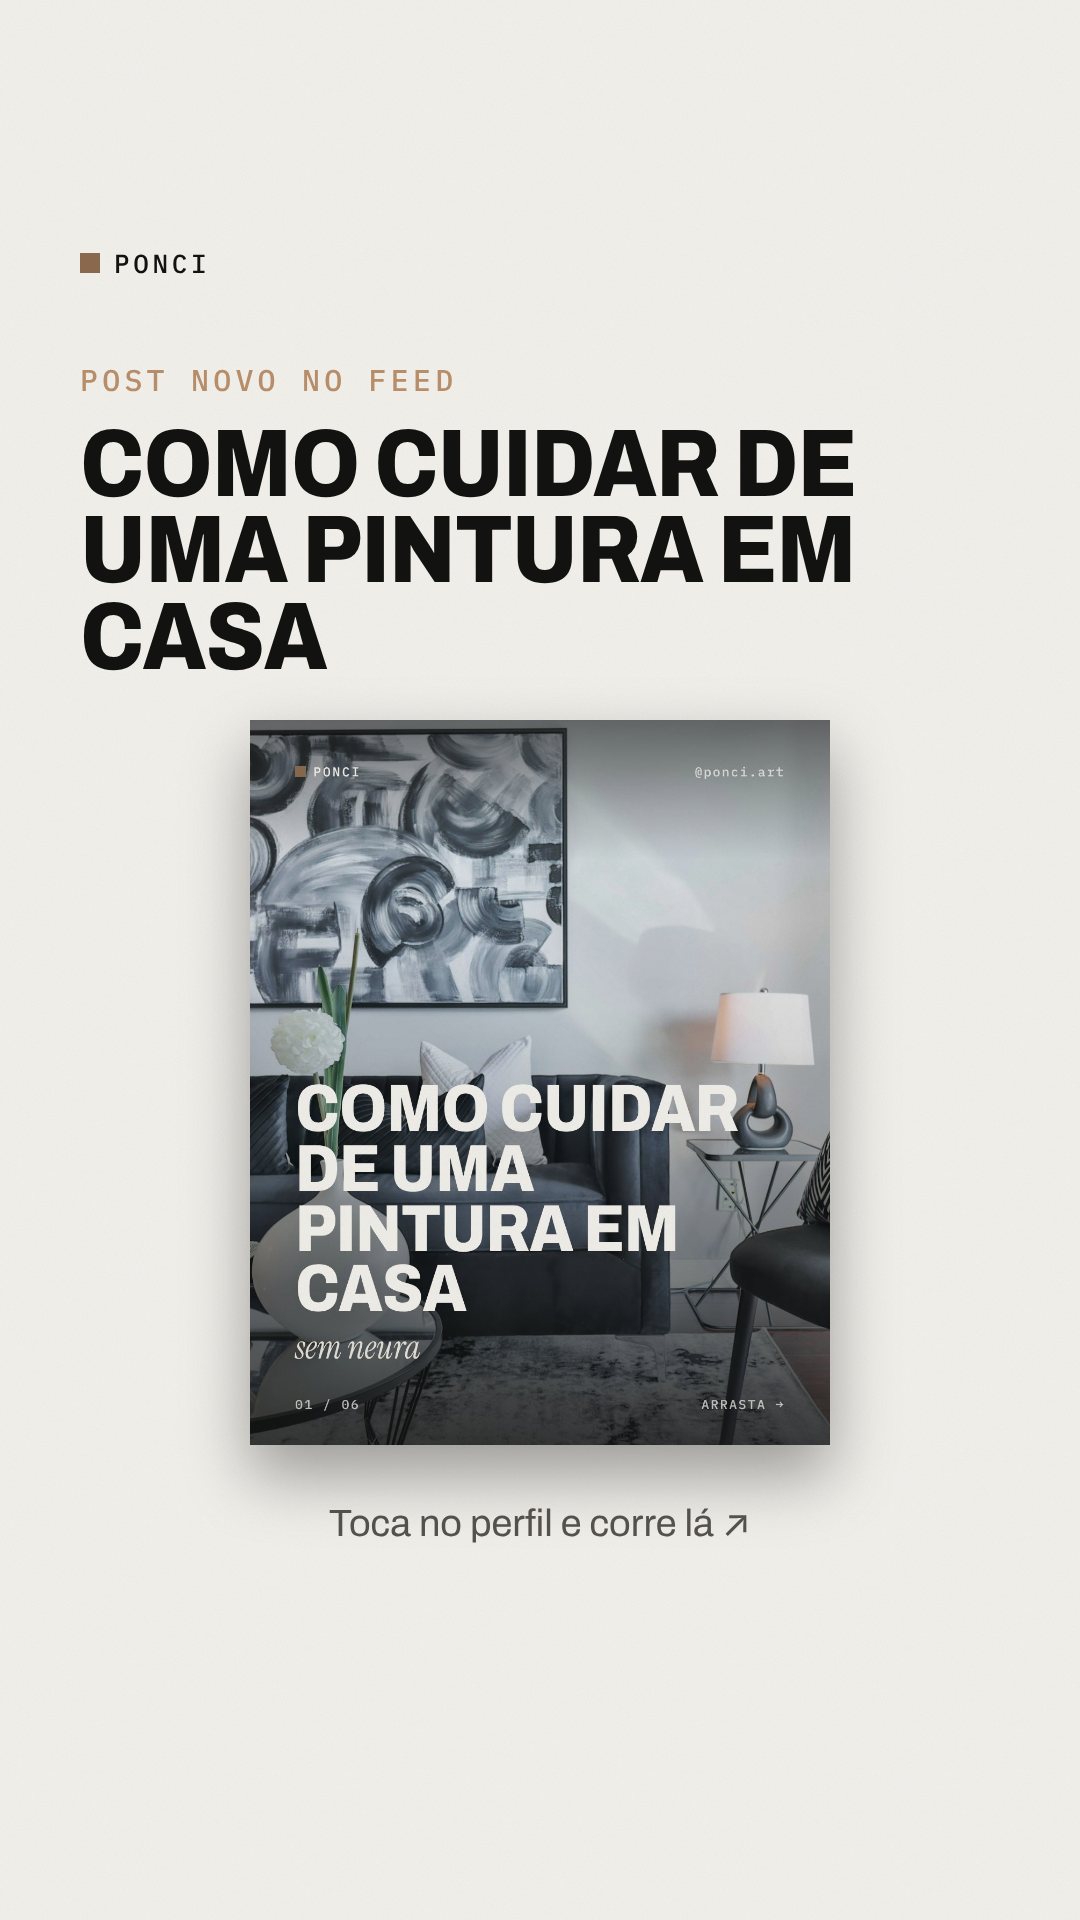 PONCI
POST NOVO NO FEED
COMO CUIDAR DE
UMA PINTURA EM
CASA
PONCI
@ponci.art
COMO CUIDAR
DE UMA
PINTURA EM
CASA
sem neura
01 / 06
ARRASTA →
Toca no perfil e corre lá ↗